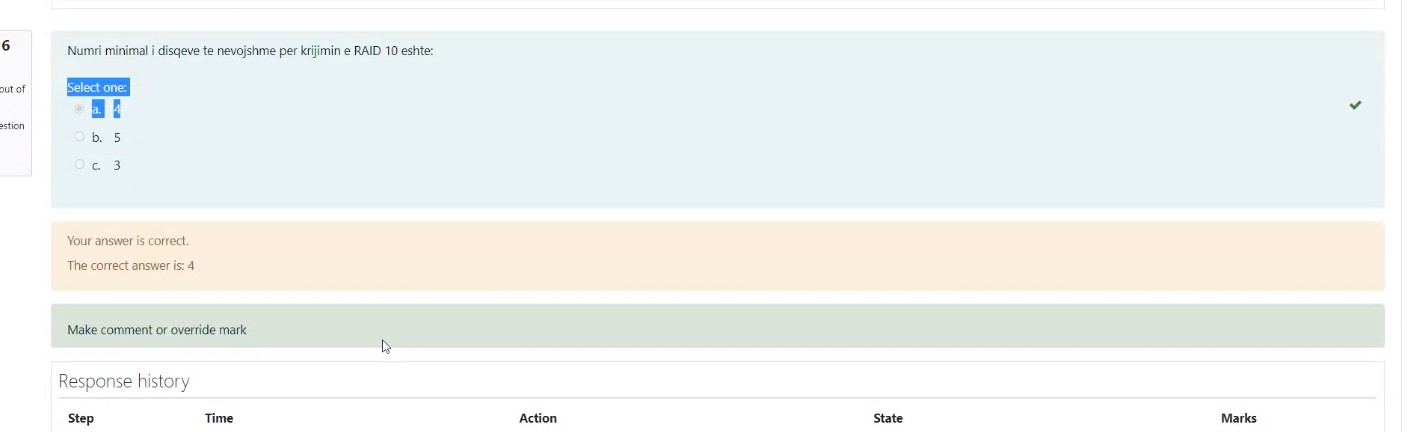 6
out of
estion
Numri minimal i disqeve te nevojshme per krijimin e RAID 10 eshte:
Select one:
a. 4
b. 5
c. 3
Your answer is correct.
The correct answer is: 4
Make comment or override mark
Response history
Step Time Action State Marks